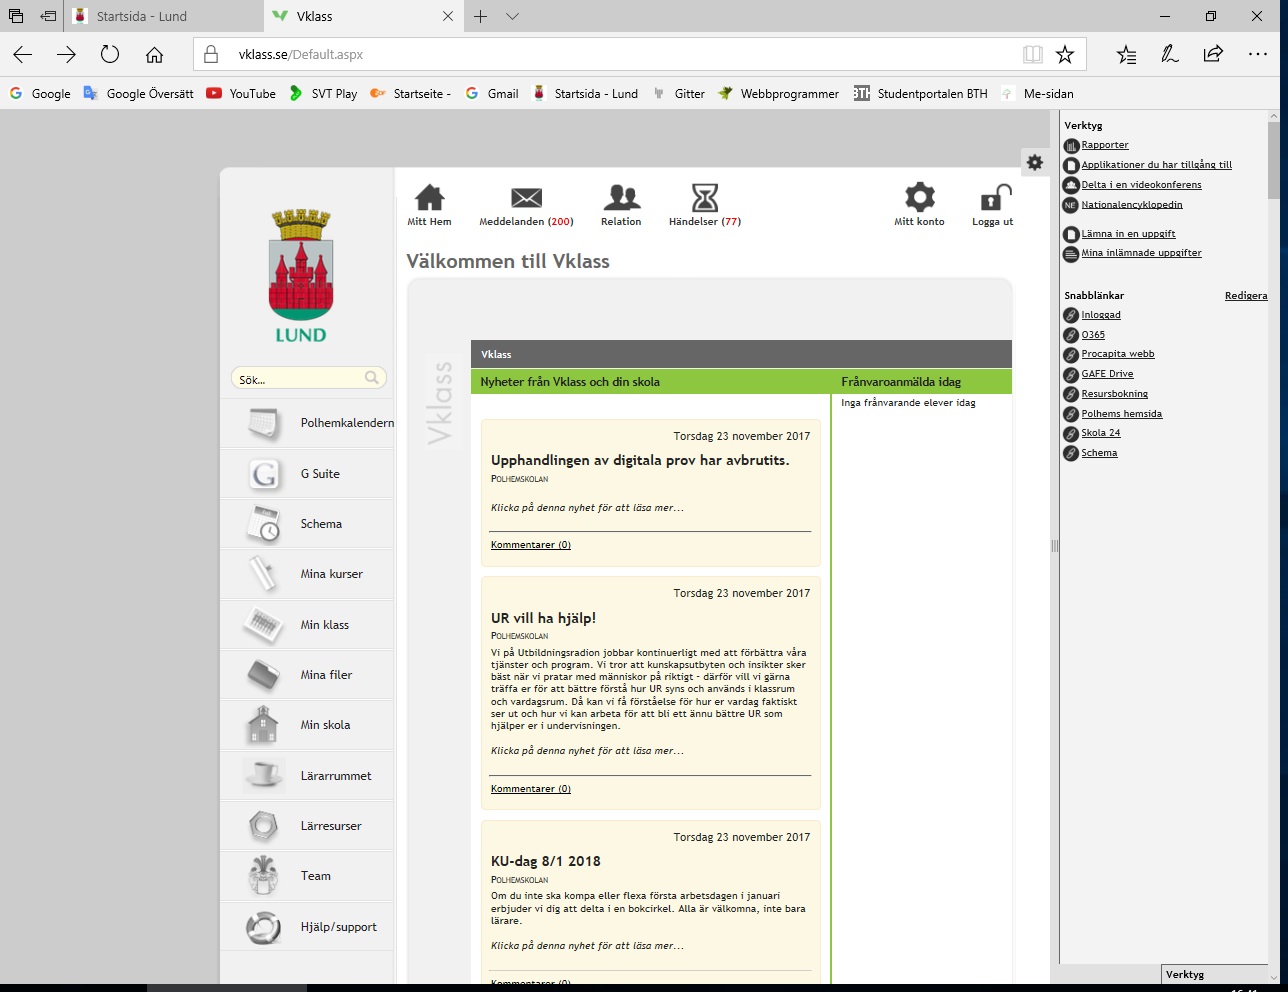 Startsida - Lund
Vklass
vklass.se/Default.aspx
Google
Google Översätt
YouTube
SVT Play
Startseite -
Gmail
Startsida - Lund
Gitter
Webbprogrammer
BTH
Studentportalen BTH
Me-sidan
LUND
Sök...
Polhemkalendern
G
G Suite
Schema
Mina kurser
Min klass
Mina filer
Min skola
Lärarrummet
Lärresurser
Team
Hjälp/support
Mitt Hem
Meddelanden (200)
Relation
Händelser (77)
Mitt konto
Logga ut
Välkommen till Vklass
Vklass
Vklass
Nyheter från Vklass och din skola
Torsdag 23 november 2017
Upphandlingen av digitala prov har avbrutits.
POLHEMSKOLAN
Klicka på denna nyhet för att läsa mer...
Kommentarer (0)
Torsdag 23 november 2017
UR vill ha hjälp!
POLHEMSKOLAN
Vi på Utbildningsradion jobbar kontinuerligt med att förbättra våra
tjänster och program. Vi tror att kunskapsutbyten och insikter sker
bäst när vi pratar med människor på riktigt - därför vill vi gärna
träffa er för att bättre förstå hur UR syns och används i klassrum
och vardagsrum. Då kan vi få förståelse för hur er vardag faktiskt
ser ut och hur vi kan arbeta för att bli ett ännu bättre UR som
hjälper er i undervisningen.
Klicka på denna nyhet för att läsa mer...
Kommentarer (0)
Torsdag 23 november 2017
KU-dag 8/1 2018
POLHEMSKOLAN
Om du inte ska kompa eller flexa första arbetsdagen i januari
erbjuder vi dig att delta i en bokcirkel. Alla är välkomna, inte bara
lärare.
Klicka på denna nyhet för att läsa mer...
Kommentarer (0)
Frånvaroanmälda idag
Inga frånvarande elever idag
Verktyg
Rapporter
Applikationer du har tillgång till
Delta i en videokonferens
NE
Nationalencyklopedin
Lämna in en uppgift
Mina inlämnade uppgifter
Snabblänkar
Redigera
Inloggad
O365
Procapita webb
GAFE Drive
Resursbokning
Polhems hemsida
Skola 24
Schema
Verktyg